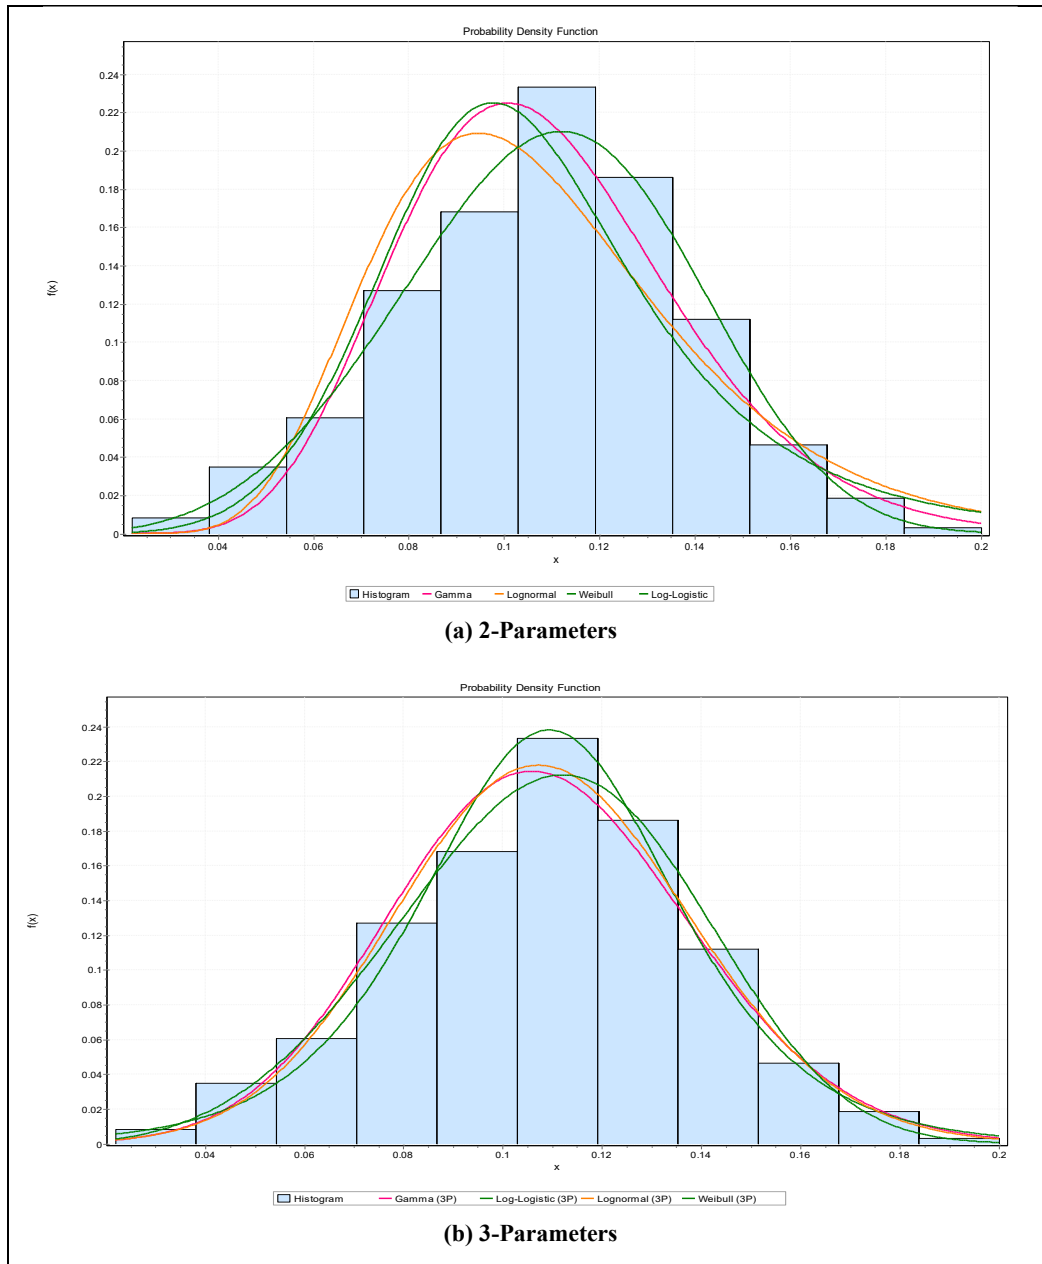 Probability Density Function
0.24
0.22
0.2
0.18
0.16
0.14
0.12
0.1
0.08
0.06
0.04
0.02
0
f(x)
0.04 0.06 0.08 0.1 0.12 0.14 0.16 0.18 0.2
x
Histogram Gamma Lognormal Weibull Log-Logistic
(a) 2-Parameters
Probability Density Function
0.24
0.22
0.2
0.18
0.16
0.14
0.12
0.1
0.08
0.06
0.04
0.02
0
f(x)
0.04 0.06 0.08 0.1 0.12 0.14 0.16 0.18 0.2
x
Histogram Gamma (3P) Log-Logistic (3P) Lognormal (3P) Weibull (3P)
(b) 3-Parameters